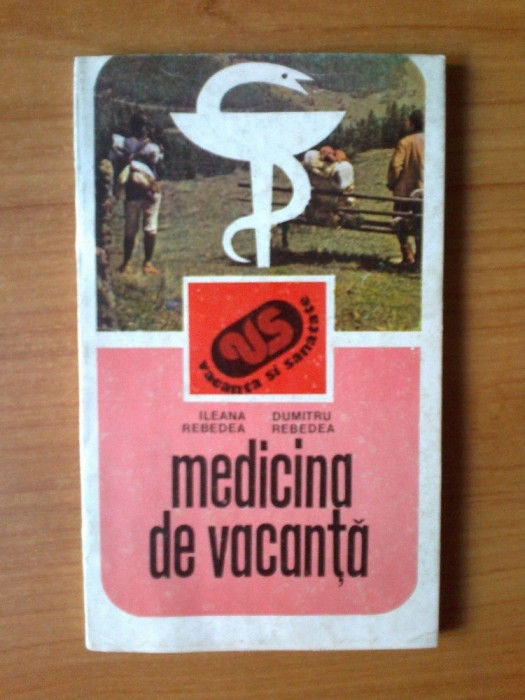 VS
vacanta si sanatate
ILEANA DUMITRU
REBEDEA REBEDEA
medicina
de vacanță